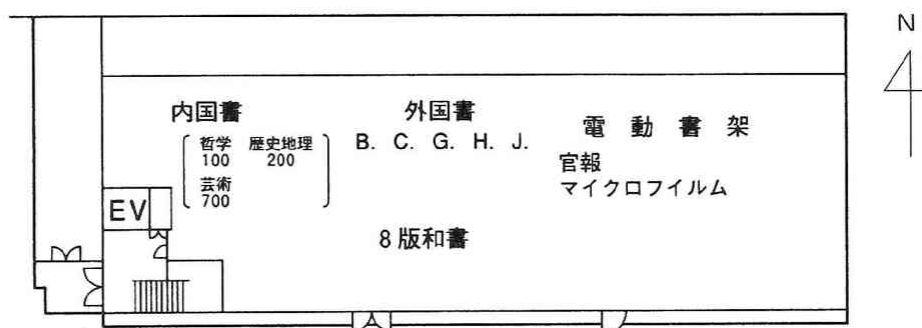 N
内国書
哲学 歴史地理
100 200
芸術
700
外国書
B. C. G. H. J.
電動書架
官報
マイクロフイルム
EV
8版和書